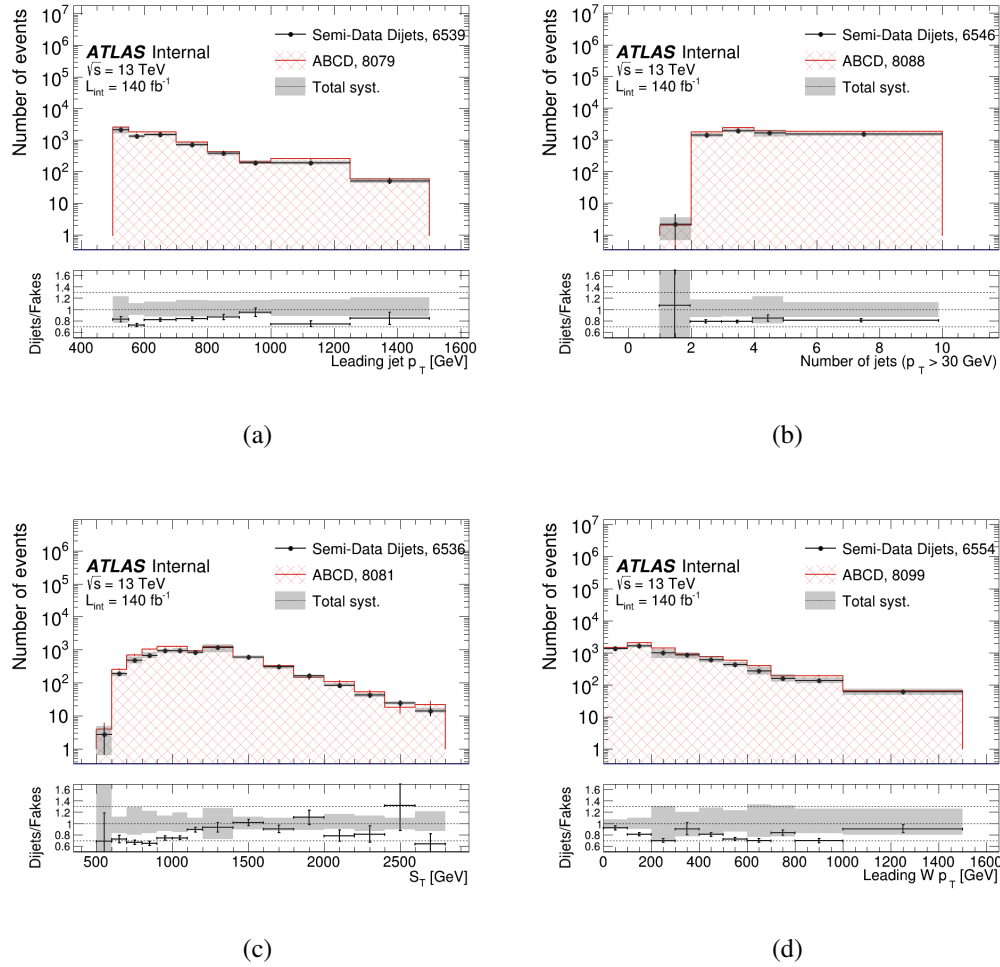 Number of events
10⁷
10⁶
10⁵
10⁴
10³
10²
10
1
ATLAS Internal
√s = 13 TeV
L_int = 140 fb⁻¹
Semi-Data Dijets, 6539
ABCD, 8079
Total syst.
Dijets/Fakes
1.6
1.4
1.2
1
0.8
0.6
400 600 800 1000 1200 1400 1600
Leading jet p_T [GeV]
(a)
Number of events
10⁷
10⁶
10⁵
10⁴
10³
10²
10
1
ATLAS Internal
√s = 13 TeV
L_int = 140 fb⁻¹
Semi-Data Dijets, 6546
ABCD, 8088
Total syst.
Dijets/Fakes
1.6
1.4
1.2
1
0.8
0.6
0 2 4 6 8 10
Number of jets (p_T > 30 GeV)
(b)
Number of events
10⁶
10⁵
10⁴
10³
10²
10
1
ATLAS Internal
√s = 13 TeV
L_int = 140 fb⁻¹
Semi-Data Dijets, 6536
ABCD, 8081
Total syst.
Dijets/Fakes
1.6
1.4
1.2
1
0.8
0.6
500 1000 1500 2000 2500
S_T [GeV]
(c)
Number of events
10⁷
10⁶
10⁵
10⁴
10³
10²
10
1
ATLAS Internal
√s = 13 TeV
L_int = 140 fb⁻¹
Semi-Data Dijets, 6554
ABCD, 8099
Total syst.
Dijets/Fakes
1.6
1.4
1.2
1
0.8
0.6
0 200 400 600 800 1000 1200 1400 1600
Leading W p_T [GeV]
(d)